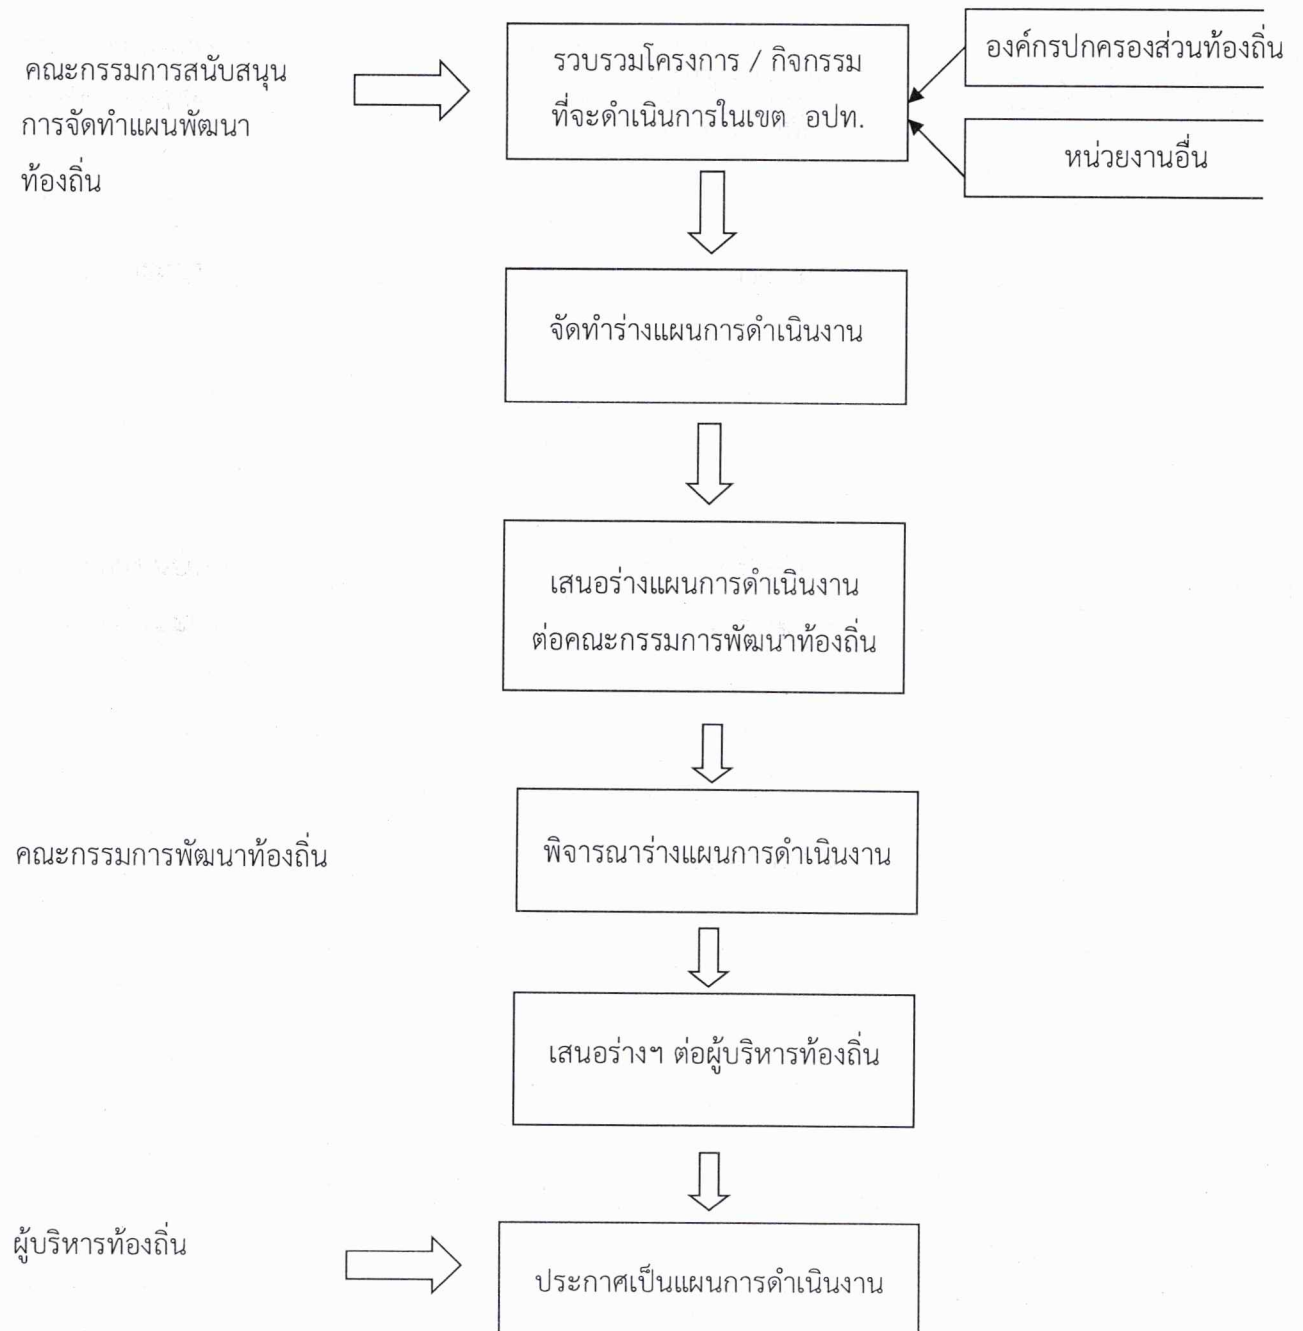 คณะกรรมการสนับสนุน
การจัดทำแผนพัฒนา
ท้องถิ่น
รวบรวมโครงการ / กิจกรรม
ที่จะดำเนินการในเขต อปท.
องค์กรปกครองส่วนท้องถิ่น
หน่วยงานอื่น
จัดทำร่างแผนการดำเนินงาน
เสนอร่างแผนการดำเนินงาน
ต่อคณะกรรมการพัฒนาท้องถิ่น
คณะกรรมการพัฒนาท้องถิ่น
พิจารณาร่างแผนการดำเนินงาน
เสนอร่างฯ ต่อผู้บริหารท้องถิ่น
ผู้บริหารท้องถิ่น
ประกาศเป็นแผนการดำเนินงาน